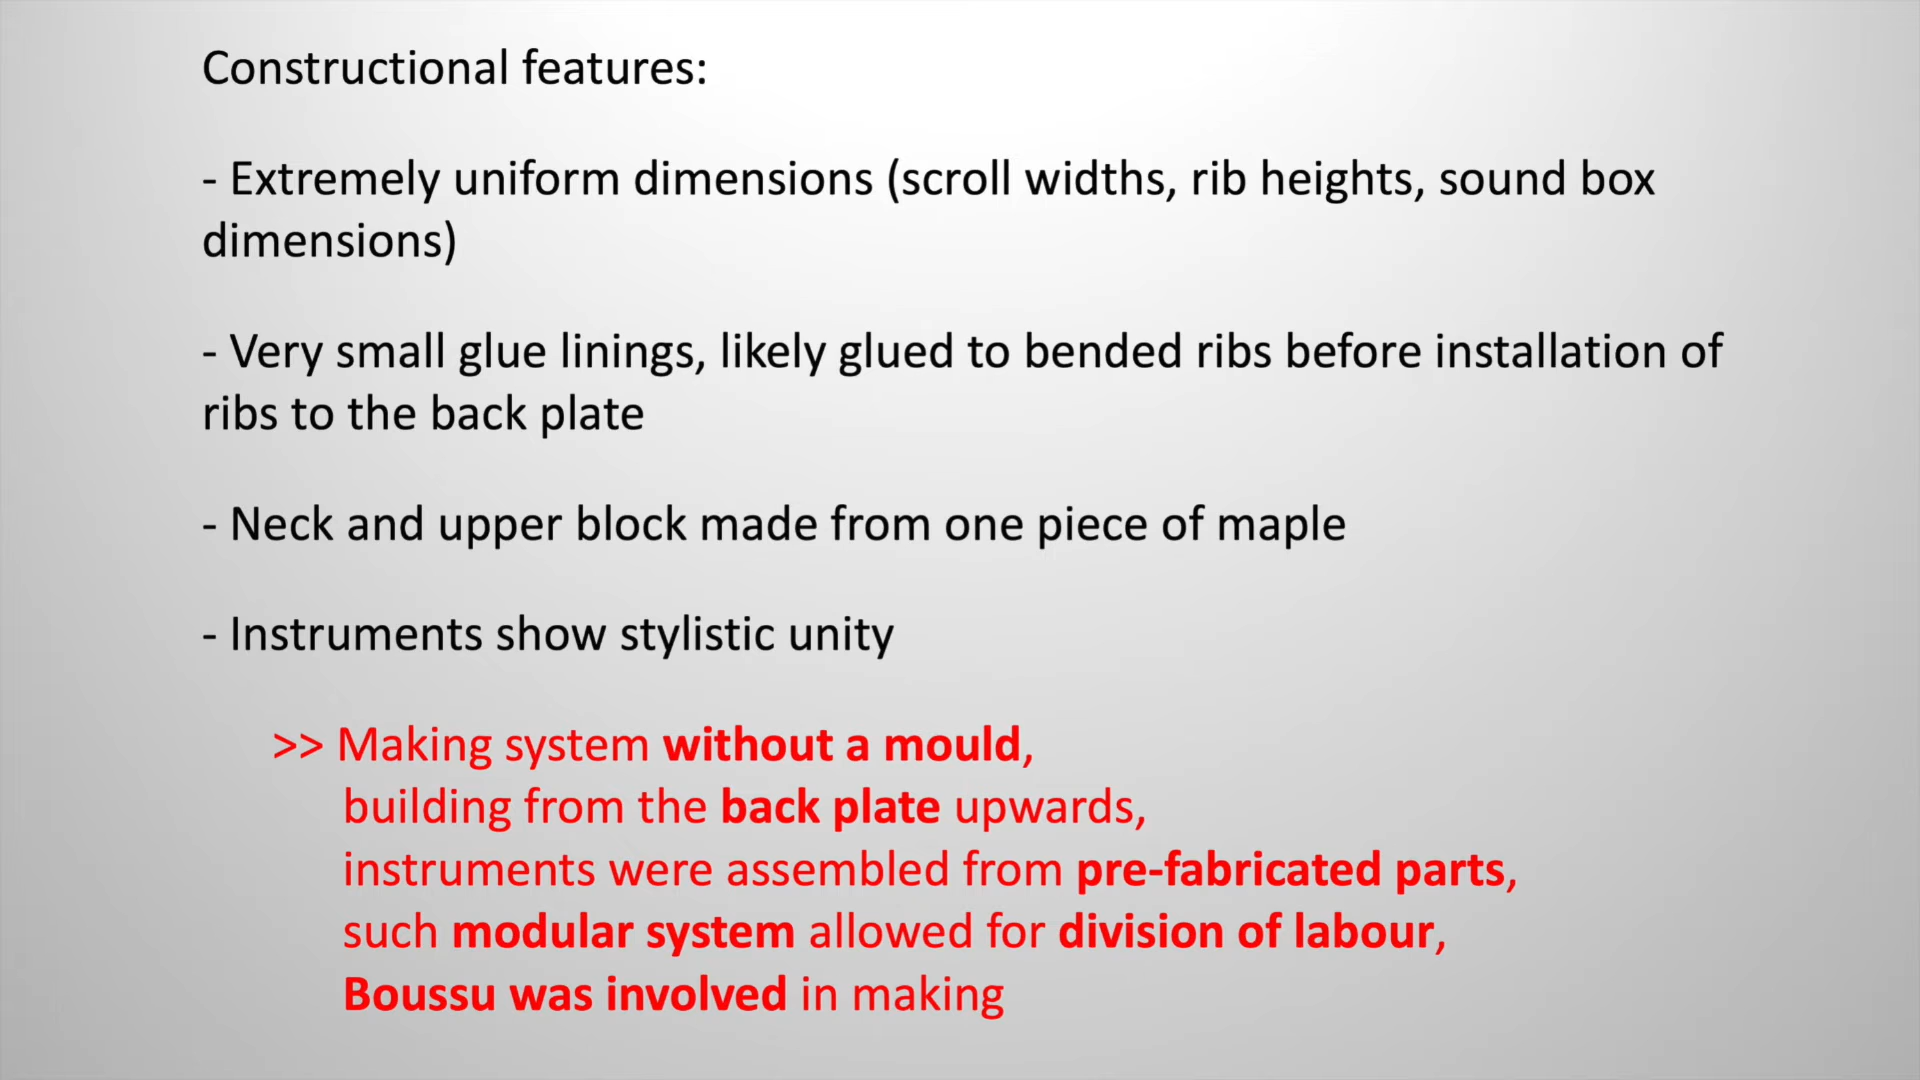 Constructional features:
- Extremely uniform dimensions (scroll widths, rib heights, sound box
dimensions)
- Very small glue linings, likely glued to bended ribs before installation of
ribs to the back plate
- Neck and upper block made from one piece of maple
- Instruments show stylistic unity
>> Making system without a mould,
building from the back plate upwards,
instruments were assembled from pre-fabricated parts,
such modular system allowed for division of labour,
Boussu was involved in making